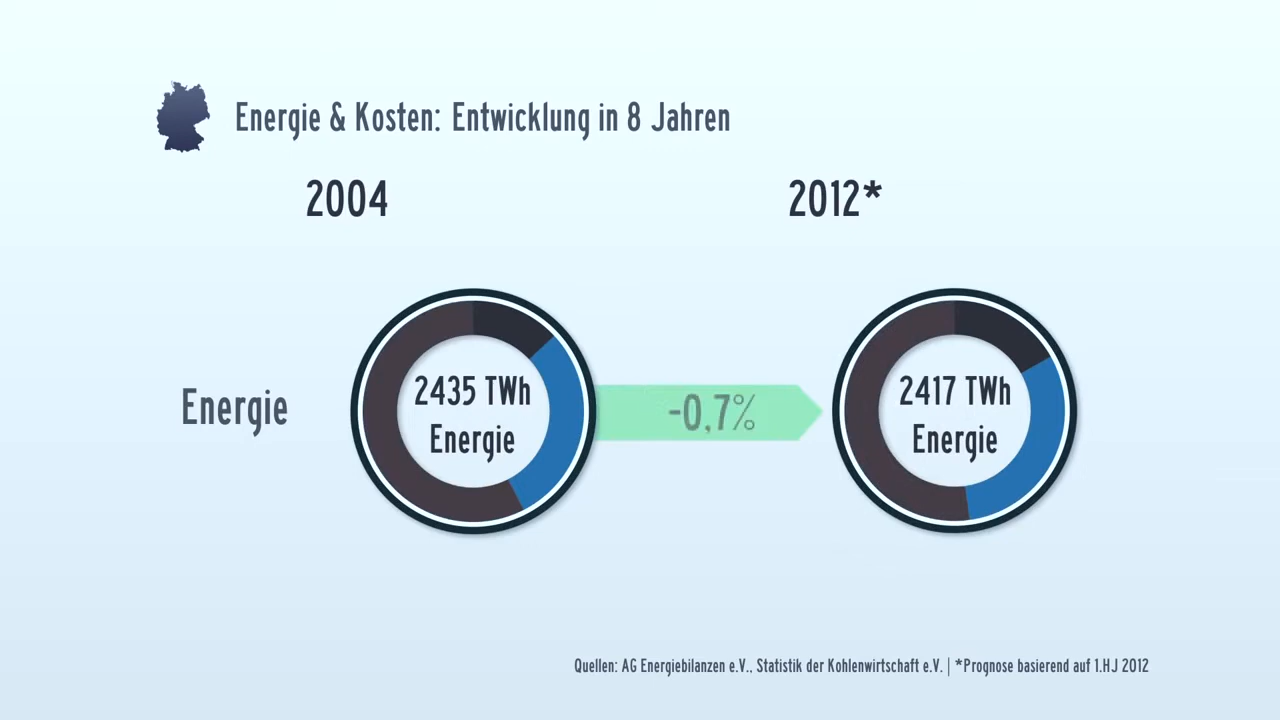 Energie & Kosten: Entwicklung in 8 Jahren
2004
2012*
Energie
2435 TWh
Energie
-0,7%
2417 TWh
Energie
Quellen: AG Energiebilanzen e.V., Statistik der Kohlenwirtschaft e.V. | *Prognose basierend auf 1.HJ 2012